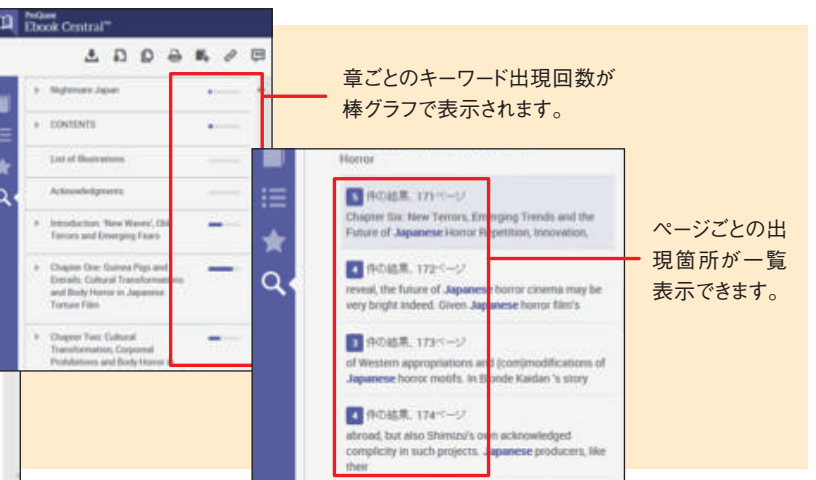 ProQuest
Ebook Central™
Nightmare Japan
CONTENTS
List of Illustrations
Acknowledgments
Introduction: 'New Waves', Old
Terrors and Emerging Fears
Chapter One: Guinea Pigs and
Entrails: Cultural Transformations
and Body Horror in Japanese
Torture Film
Chapter Two: Cultural
Transformation, Corporeal
Prohibitions and Body Horror in
章ごとのキーワード出現回数が
棒グラフで表示されます。
Horror
5 件の結果, 171ページ
Chapter Six: New Terrors, Emerging Trends and the
Future of Japanese Horror Repetition, Innovation,
4 件の結果, 172ページ
reveal, the future of Japanese horror cinema may be
very bright indeed. Given Japanese horror film's
3 件の結果, 173ページ
of Western appropriations and (com)modifications of
Japanese horror motifs. In Blonde Kaidan 's story
4 件の結果, 174ページ
abroad, but also Shimizu's own acknowledged
complicity in such projects. Japanese producers, like
their
ページごとの出
現箇所が一覧
表示できます。